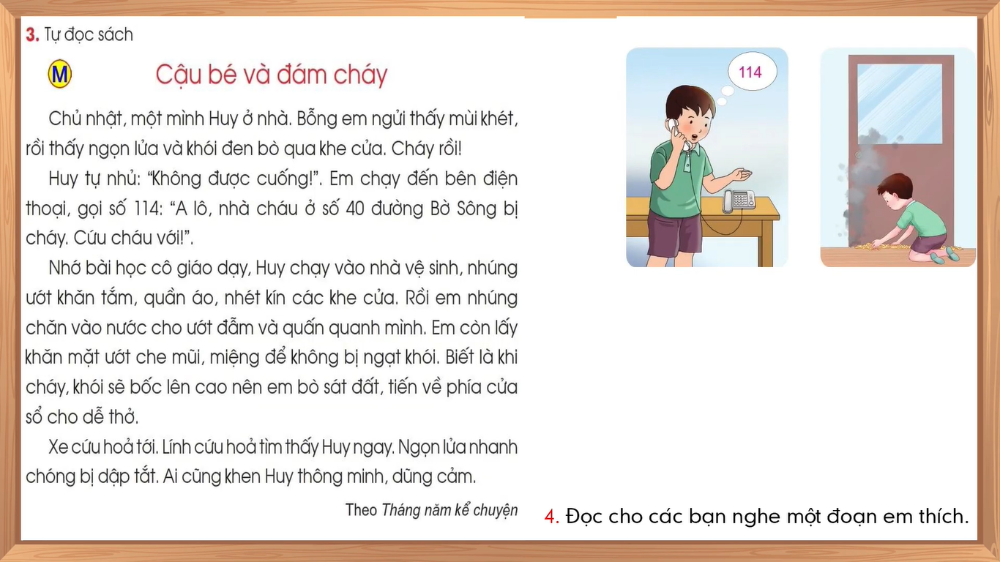 3. Tự đọc sách
M
Cậu bé và đám cháy
Chủ nhật, một mình Huy ở nhà. Bỗng em ngửi thấy mùi khét,
rồi thấy ngọn lửa và khói đen bò qua khe cửa. Cháy rồi!
Huy tự nhủ: “Không được cuống!”. Em chạy đến bên điện
thoại, gọi số 114: “A lô, nhà cháu ở số 40 đường Bờ Sông bị
cháy. Cứu cháu với!”.
Nhớ bài học cô giáo dạy, Huy chạy vào nhà vệ sinh, nhúng
ướt khăn tắm, quần áo, nhét kín các khe cửa. Rồi em nhúng
chăn vào nước cho ướt đẫm và quấn quanh mình. Em còn lấy
khăn mặt ướt che mũi, miệng để không bị ngạt khói. Biết là khi
cháy, khói sẽ bốc lên cao nên em bò sát đất, tiến về phía cửa
sổ cho dễ thở.
Xe cứu hoả tới. Lính cứu hoả tìm thấy Huy ngay. Ngọn lửa nhanh
chóng bị dập tắt. Ai cũng khen Huy thông minh, dũng cảm.
Theo Tháng năm kể chuyện
114
4. Đọc cho các bạn nghe một đoạn em thích.